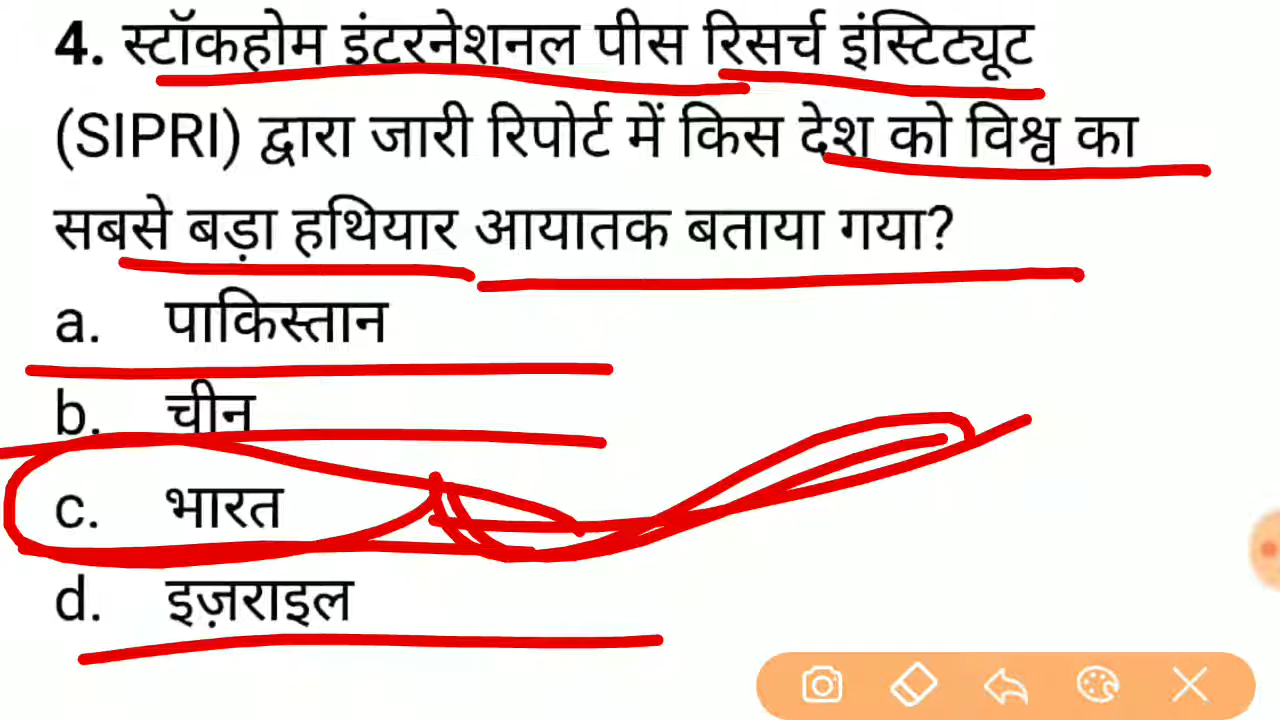 4. स्टॉकहोम इंटरनेशनल पीस रिसर्च इंस्टिट्यूट
(SIPRI) द्वारा जारी रिपोर्ट में किस देश को विश्व का
सबसे बड़ा हथियार आयातक बताया गया?
a. पाकिस्तान
b. चीन
c. भारत
d. इज़राइल